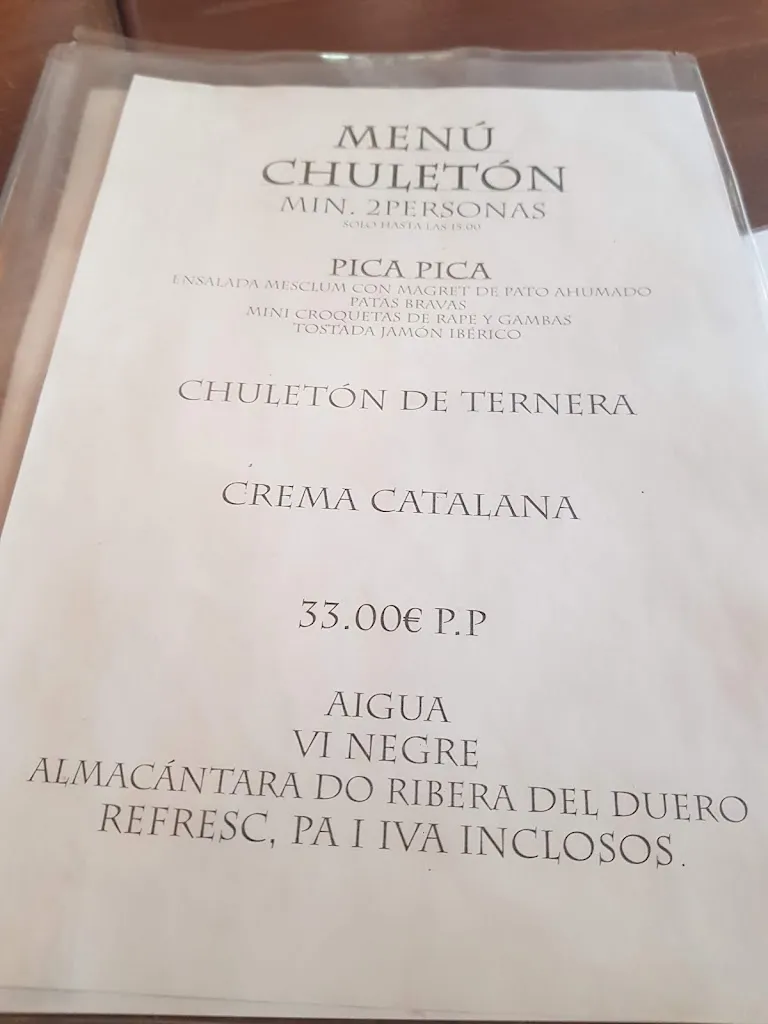 MENÚ
CHULETÓN
MIN. 2PERSONAS
SOLO HASTA LAS 15.00
PICA PICA
ENSALADA MESCLUM CON MAGRET DE PATO AHUMADO
PATAS BRAVAS
MINI CROQUETAS DE RAPE Y GAMBAS
TOSTADA JAMÓN IBÉRICO
CHULETÓN DE TERNERA
CREMA CATALANA
33.00€ P.P
AIGUA
VI NEGRE
ALMACÁNTARA DO RIBERA DEL DUERO
REFRESC, PA I IVA INCLOSOS.